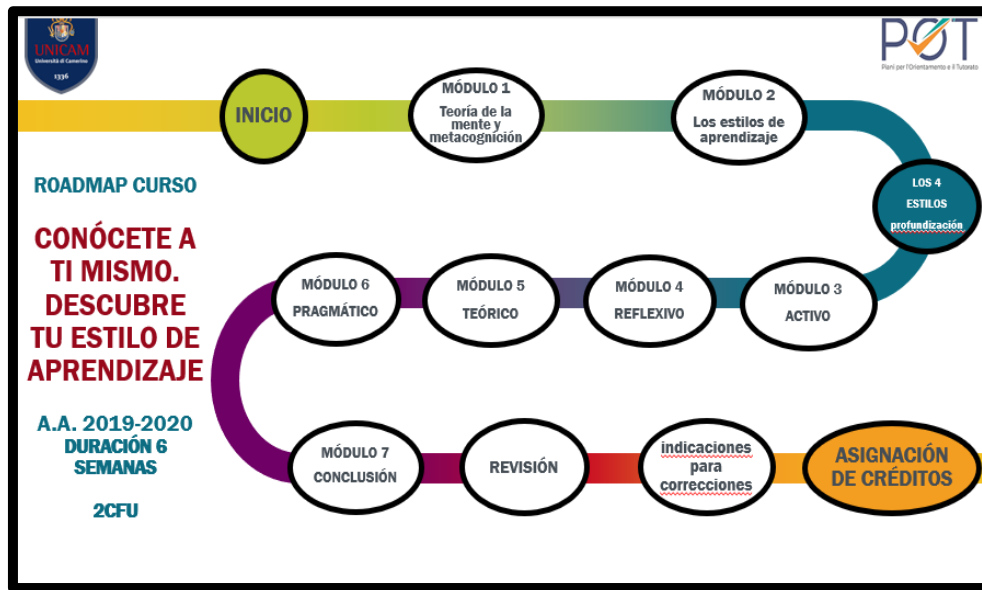 UNICAM
Università di Camerino
1336
POT
Piani per l'Orientamento e il Tutorato
INICIO
MÓDULO 1
Teoría de la
mente y
metacognición
MÓDULO 2
Los estilos de
aprendizaje
LOS 4
ESTILOS
profundización
ROADMAP CURSO
CONÓCETE A
TI MISMO.
DESCUBRE
TU ESTILO DE
APRENDIZAJE
A.A. 2019-2020
DURACIÓN 6
SEMANAS
2CFU
MÓDULO 3
ACTIVO
MÓDULO 4
REFLEXIVO
MÓDULO 5
TEÓRICO
MÓDULO 6
PRAGMÁTICO
MÓDULO 7
CONCLUSIÓN
REVISIÓN
indicaciones
para
correcciones
ASIGNACIÓN
DE CRÉDITOS